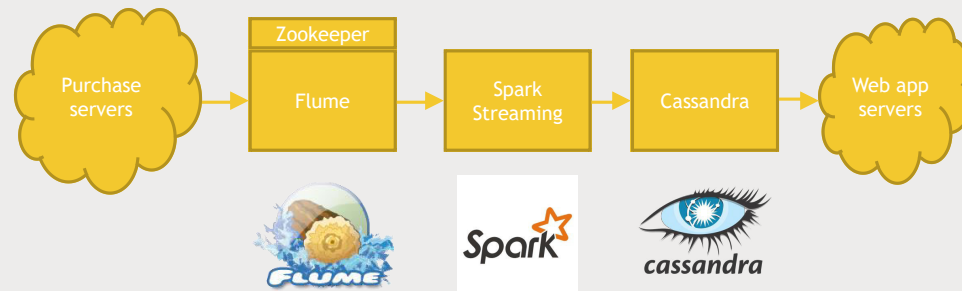 Purchase
servers
Zookeeper
Flume
Spark
Streaming
Cassandra
Web app
servers
FLUME
Spark
cassandra